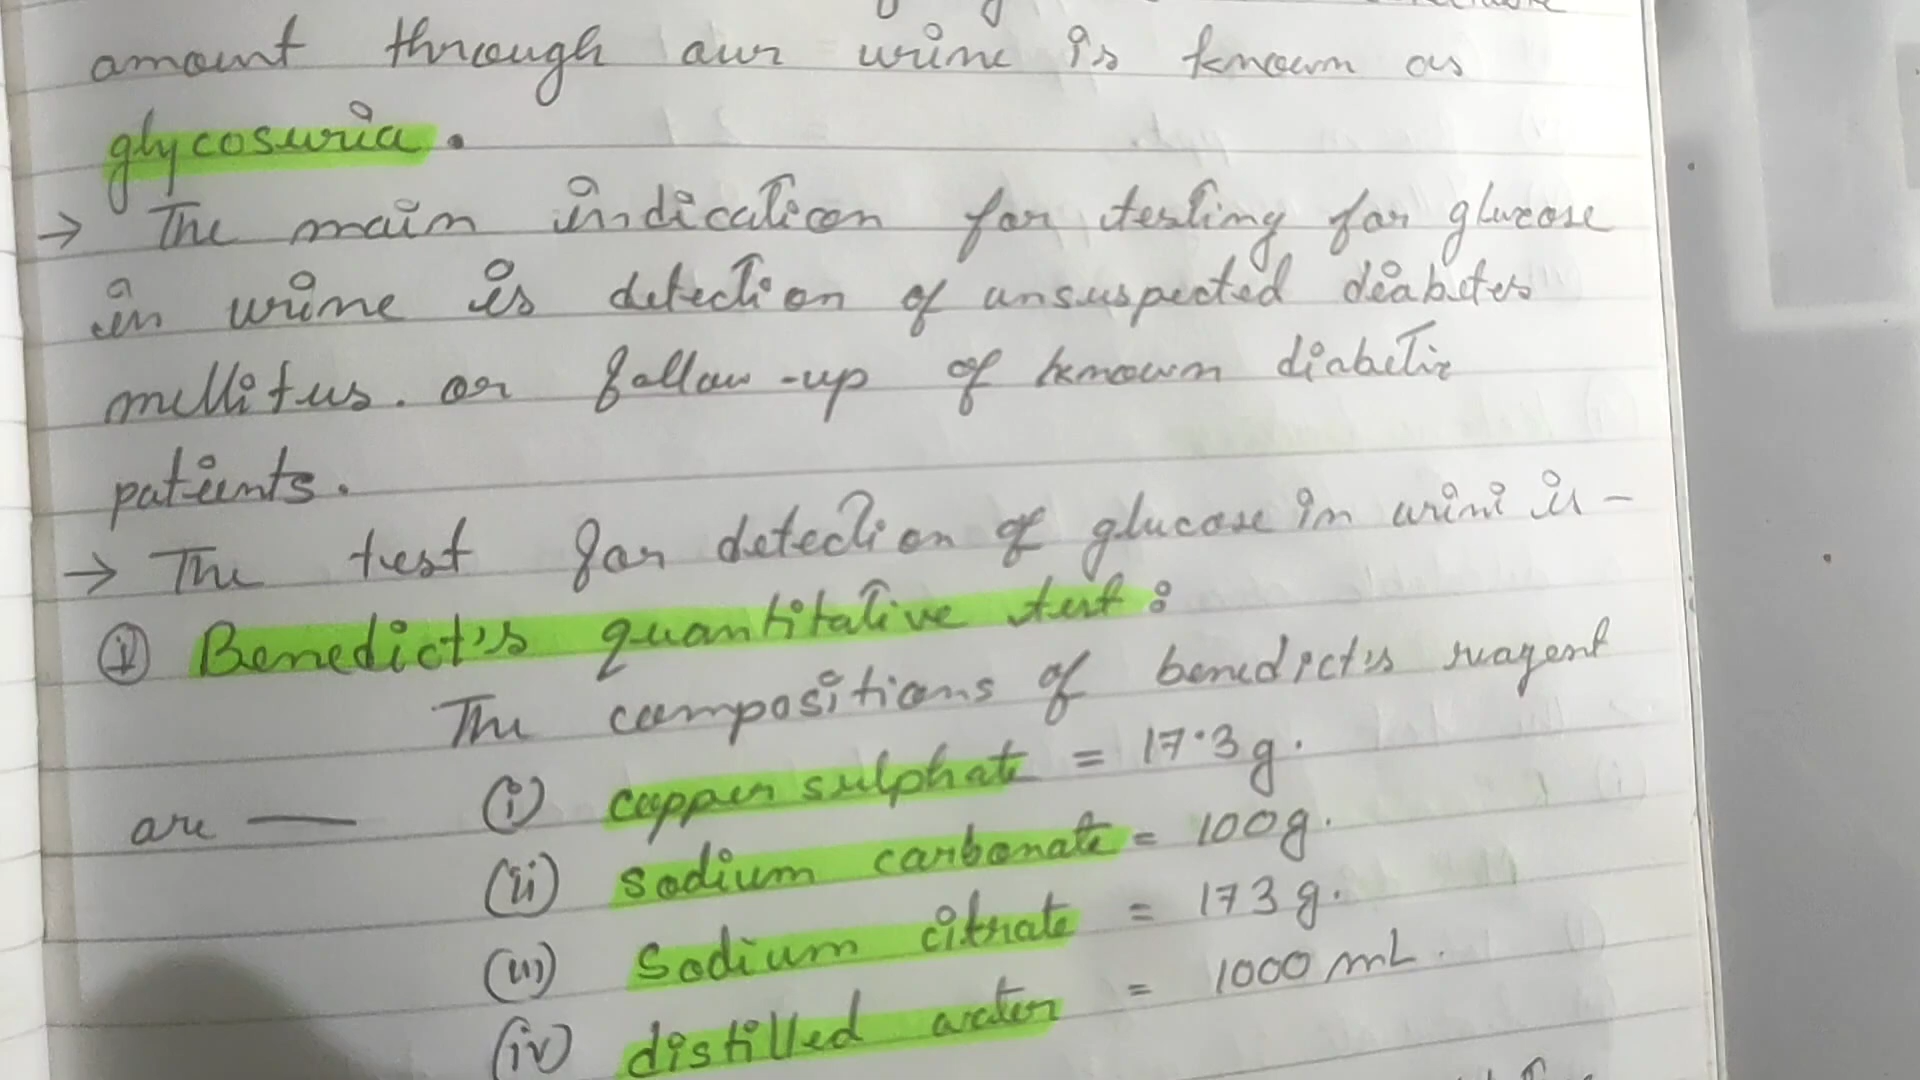 amount through our urine is known as
glycosuria.
→ The main indication for testing for glucose
in urine is detection of unsuspected diabetes
mellitus. or follow-up of known diabetic
patients.
→ The test for detection of glucose in urine is -
① Benedict's quantitative test:
The compositions of benedict's reagent
are — (i) copper sulphate = 17.3g.
(ii) sodium carbonate = 100g.
(iii) Sodium citrate = 173g.
(iv) distilled water = 1000 mL.